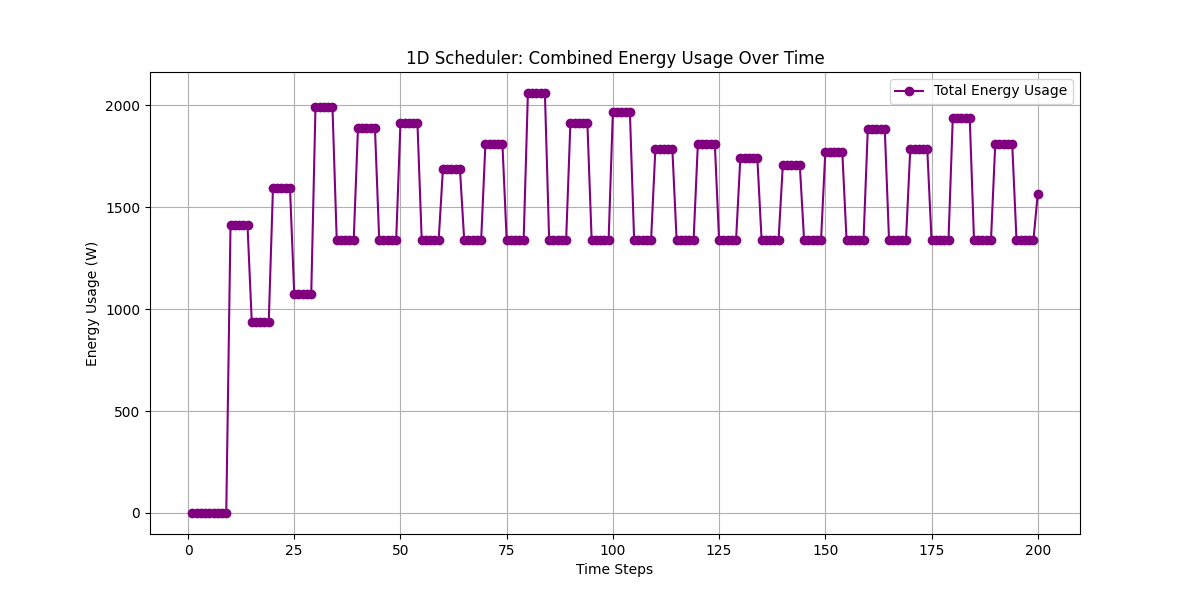 1D Scheduler: Combined Energy Usage Over Time
Total Energy Usage
Energy Usage (W)
2000
1500
1000
500
0
0 25 50 75 100 125 150 175 200
Time Steps